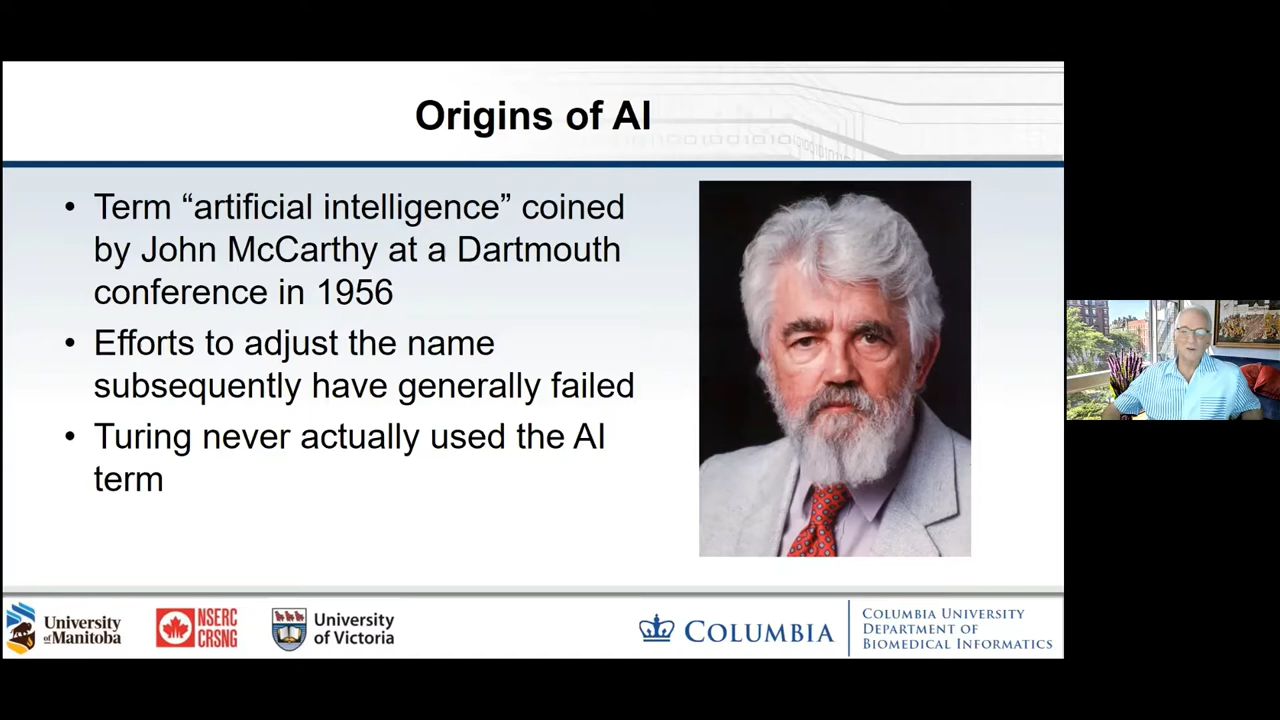 Origins of AI
• Term “artificial intelligence” coined
by John McCarthy at a Dartmouth
conference in 1956
• Efforts to adjust the name
subsequently have generally failed
• Turing never actually used the AI
term
University
of Manitoba
NSERC
CRSNG
University
of Victoria
COLUMBIA
COLUMBIA UNIVERSITY
DEPARTMENT OF
BIOMEDICAL INFORMATICS